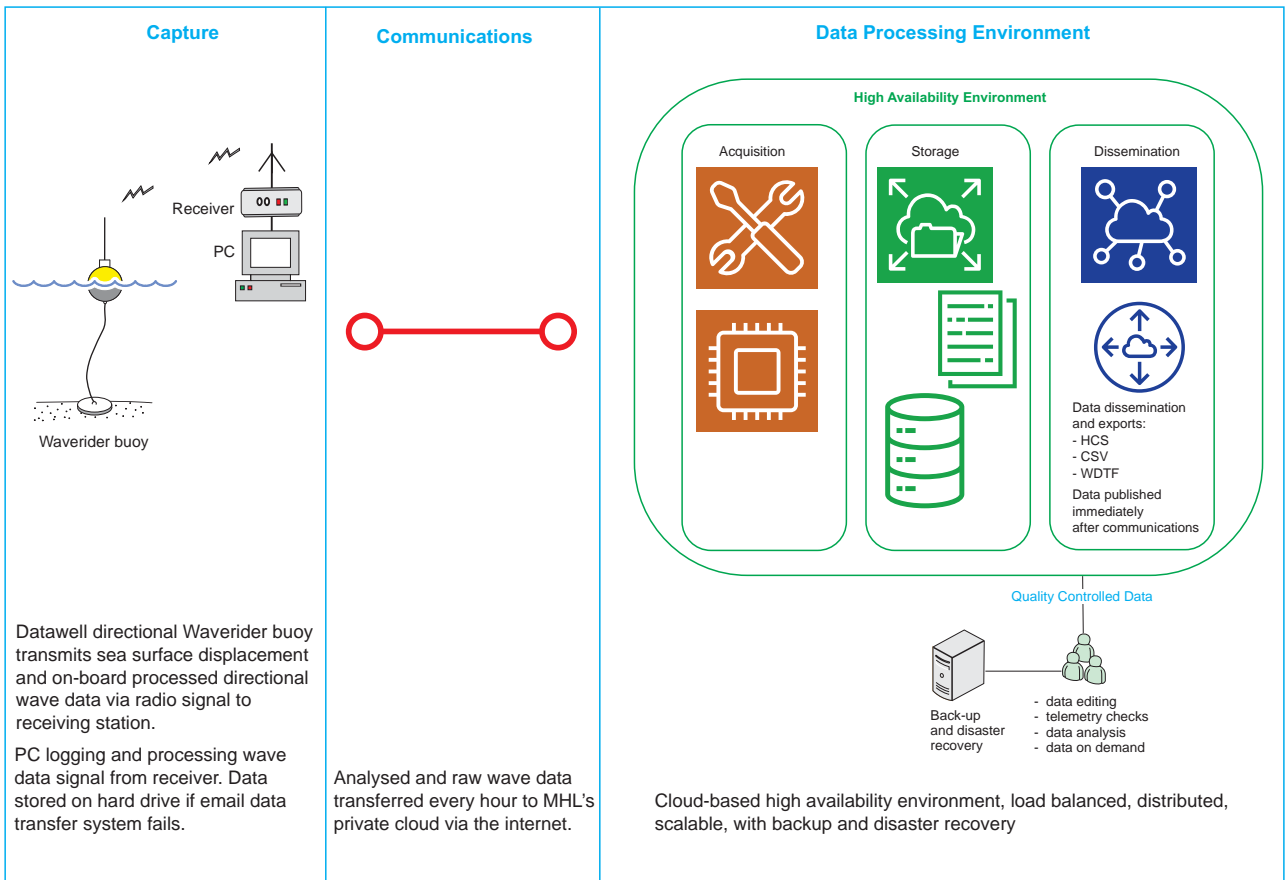 Capture
Receiver
PC
Waverider buoy
Datawell directional Waverider buoy
transmits sea surface displacement
and on-board processed directional
wave data via radio signal to
receiving station.
PC logging and processing wave
data signal from receiver. Data
stored on hard drive if email data
transfer system fails.
Communications
Analysed and raw wave data
transferred every hour to MHL's
private cloud via the internet.
Data Processing Environment
High Availability Environment
Acquisition
Storage
Dissemination
Data dissemination
and exports:
- HCS
- CSV
- WDTF
Data published
immediately
after communications
Quality Controlled Data
Back-up
and disaster
recovery
- data editing
- telemetry checks
- data analysis
- data on demand
Cloud-based high availability environment, load balanced, distributed,
scalable, with backup and disaster recovery